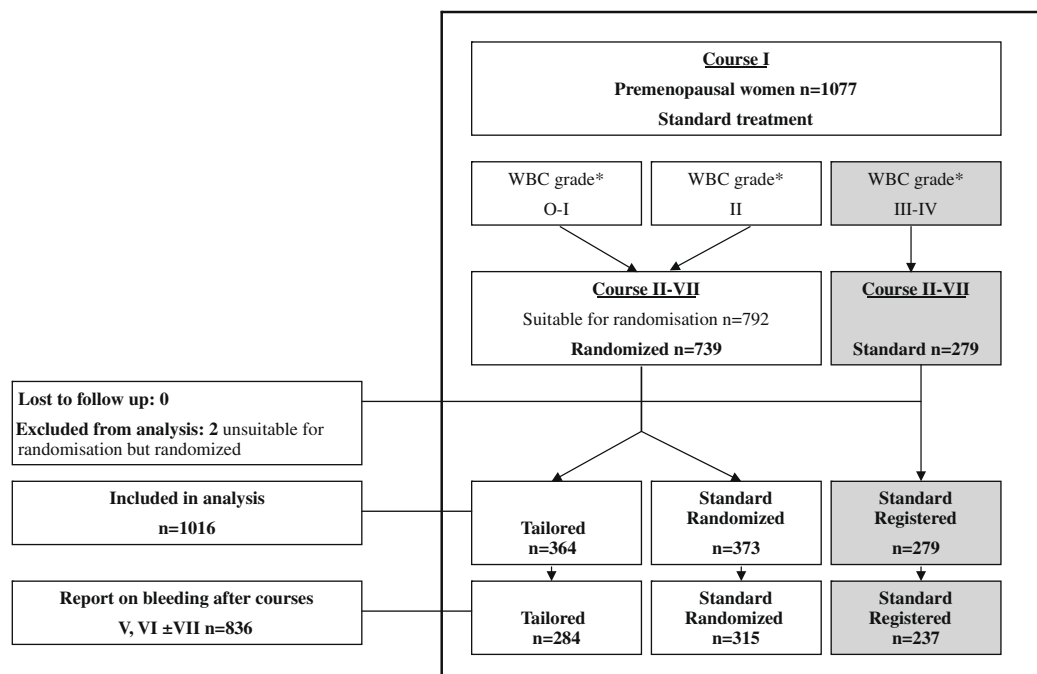 Course I
Premenopausal women n=1077
Standard treatment
WBC grade*
O-I
WBC grade*
II
WBC grade*
III-IV
Course II-VII
Suitable for randomisation n=792
Randomized n=739
Course II-VII
Standard n=279
Lost to follow up: 0
Excluded from analysis: 2 unsuitable for
randomisation but randomized
Included in analysis
n=1016
Tailored
n=364
Standard
Randomized
n=373
Standard
Registered
n=279
Report on bleeding after courses
V, VI ±VII n=836
Tailored
n=284
Standard
Randomized
n=315
Standard
Registered
n=237